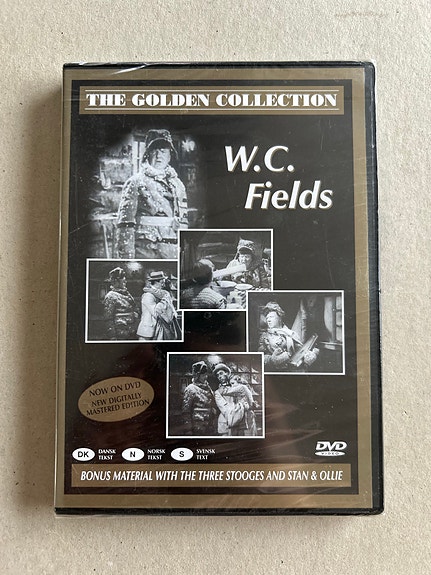 THE GOLDEN COLLECTION
W.C.
Fields
NOW ON DVD
NEW DIGITALLY
MASTERED EDITION
DK DANSK TEKST N NORSK TEKST S SVENSK TEXT
DVD
VIDEO
BONUS MATERIAL WITH THE THREE STOOGES AND STAN & OLLIE